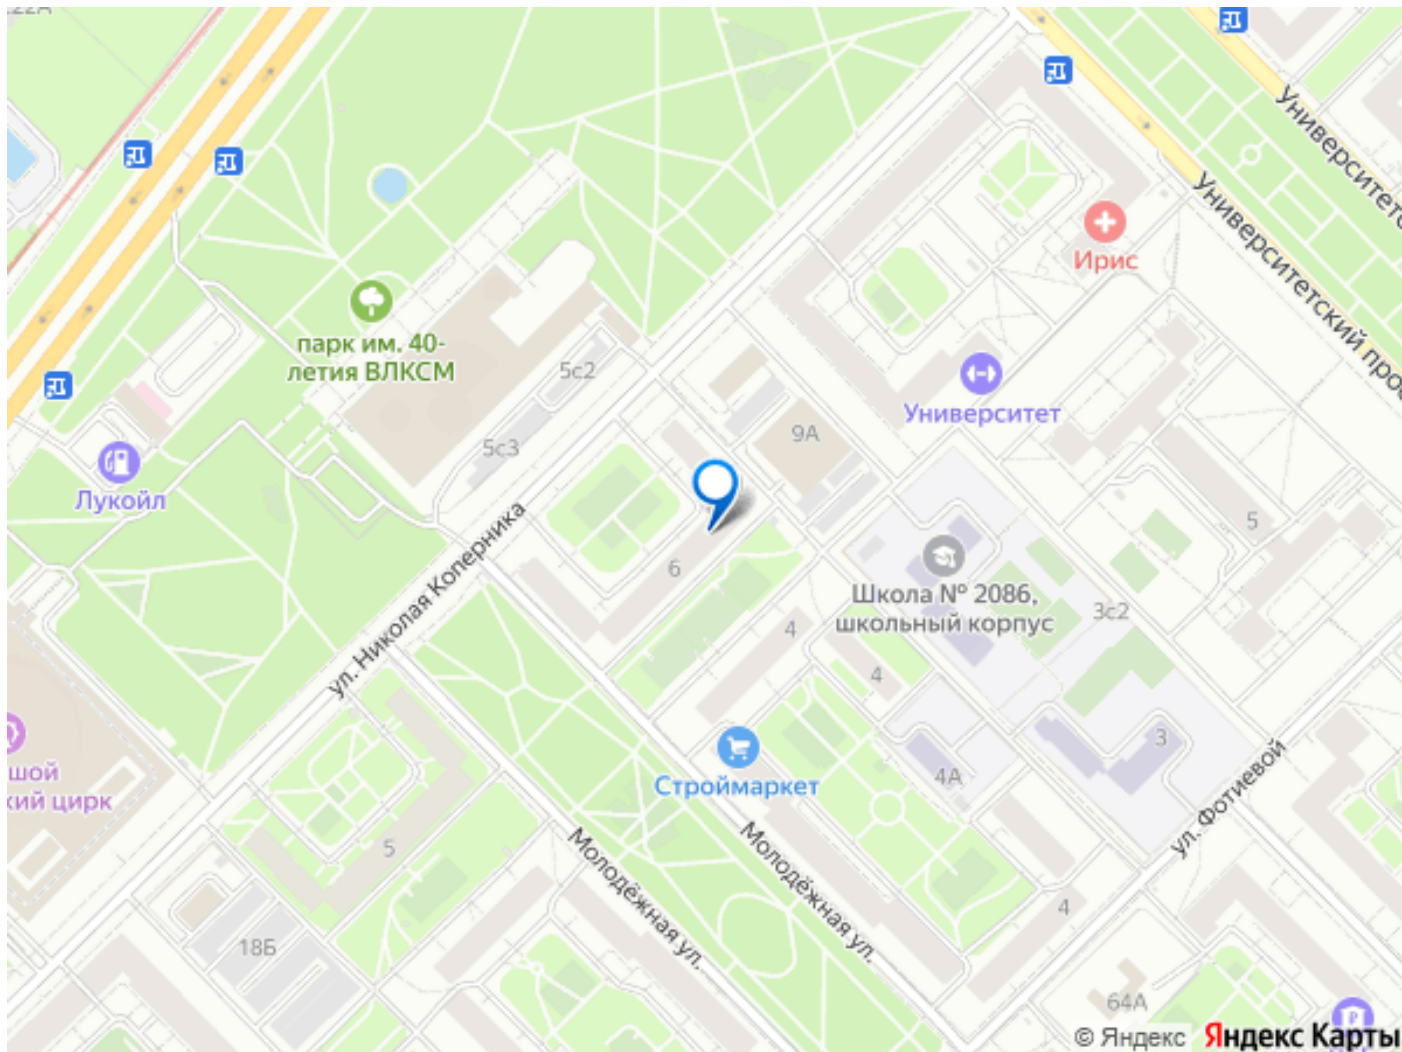 Университетский
Ирис
Университетский про
парк им. 40-
летия ВЛКСМ
5с2
Университет
9А
5с3
Лукойл
5
ул. Николая Коперника
6
Школа № 2086,
школьный корпус
3с2
4
4
3
Строймаркет
4А
шой
кий цирк
ул. Фотиевой
5
Молодёжная ул.
Молодёжная ул.
4
18Б
64А
© Яндекс Яндекс Карты